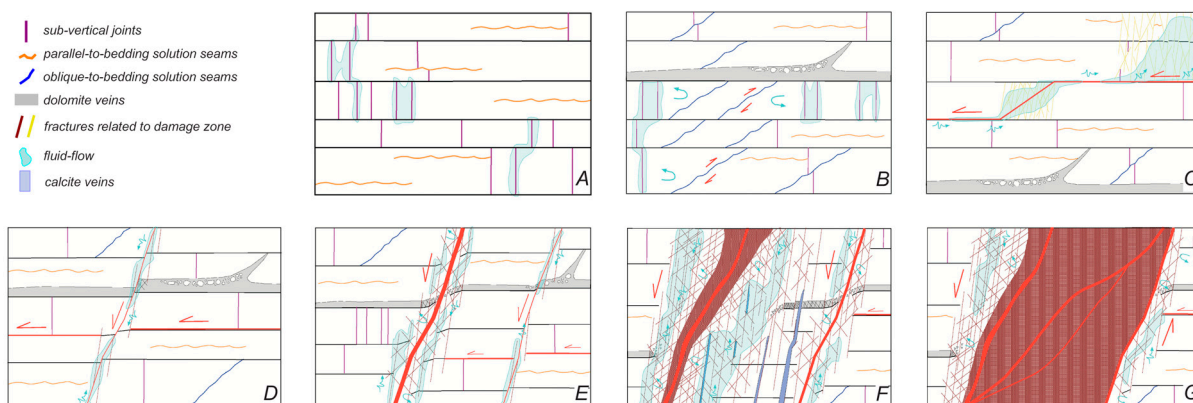 sub-vertical joints
parallel-to-bedding solution seams
oblique-to-bedding solution seams
dolomite veins
fractures related to damage zone
fluid-flow
calcite veins
A
B
C
D
E
F
G